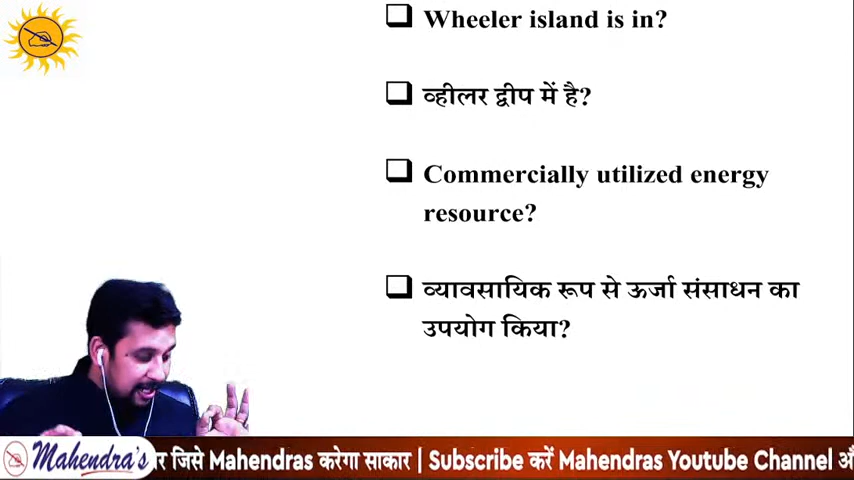 Wheeler island is in?
व्हीलर द्वीप में है?
Commercially utilized energy
resource?
व्यावसायिक रूप से ऊर्जा संसाधन का
उपयोग किया?
Mahendra's
जिसे Mahendras करेगा साकार | Subscribe करें Mahendras Youtube Channel